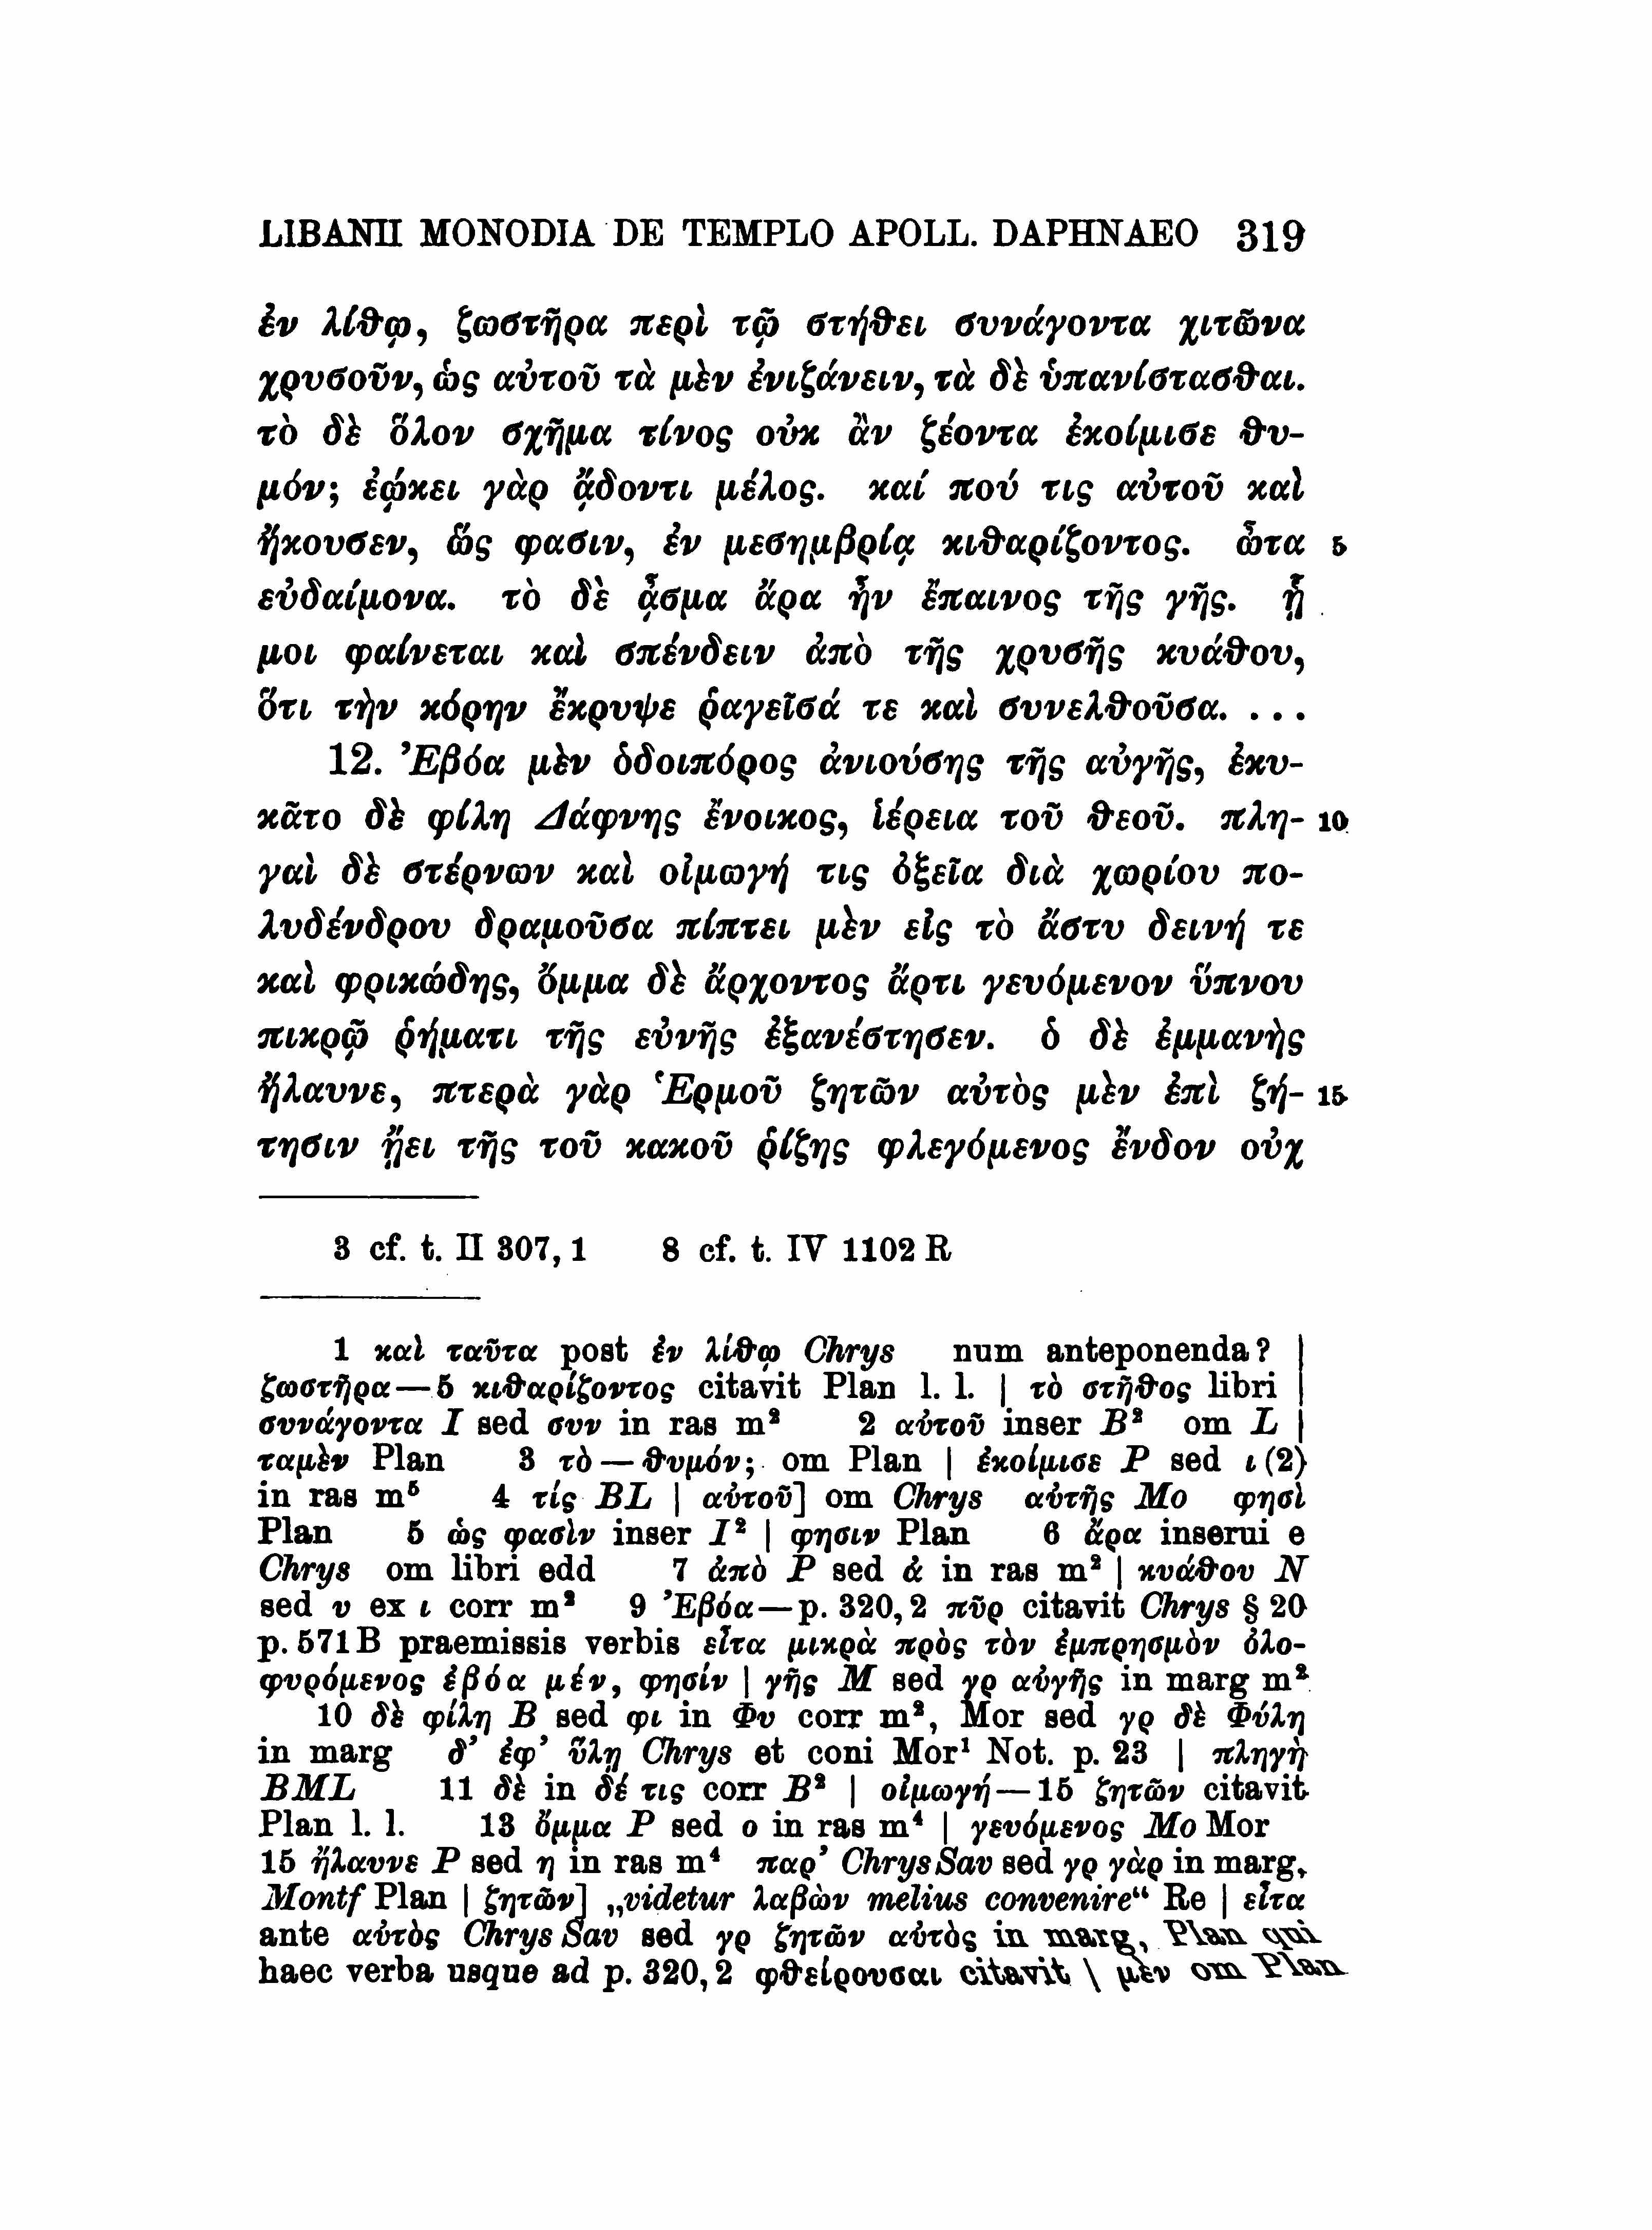 LIBANII MONODIA DE TEMPLO APOLL. DAPHNAEO 319
ἐν λίθῳ, ζωστῆρα περὶ τῷ στήθει συνάγοντα χιτῶνα
χρυσοῦν, ὡς αὐτοῦ τὰ μὲν ἐνιζάνειν, τὰ δὲ ὑπανίστασθαι.
τὸ δὲ ὅλον σχῆμα τίνος οὐκ ἂν ζέοντα ἐκοίμισε θυ-
μόν; ἐῴκει γὰρ ᾄδοντι μέλος. καί πού τις αὐτοῦ καὶ
ἤκουσεν, ὥς φασιν, ἐν μεσημβρίᾳ κιθαρίζοντος. ὦτα 5
εὐδαίμονα. τὸ δὲ ᾆσμα ἄρα ἦν ἔπαινος τῆς γῆς. ᾗ
μοι φαίνεται καὶ σπένδειν ἀπὸ τῆς χρυσῆς κυάθου,
ὅτι τὴν κόρην ἔκρυψε ῥαγεῖσά τε καὶ συνελθοῦσα. ...
12. Ἐβόα μὲν ὁδοιπόρος ἀνιούσης τῆς αὐγῆς, ἐκυ-
κᾶτο δὲ φίλη Δάφνης ἔνοικος, ἱέρεια τοῦ θεοῦ. πλη- 10
γαὶ δὲ στέρνων καὶ οἰμωγή τις ὀξεῖα διὰ χωρίου πο-
λυδένδρου δραμοῦσα πίπτει μὲν εἰς τὸ ἄστυ δεινή τε
καὶ φρικώδης, ὄμμα δὲ ἄρχοντος ἄρτι γευόμενον ὕπνου
πικρῷ ῥήματι τῆς εὐνῆς ἐξανέστησεν. ὁ δὲ ἐμμανὴς
ἤλαυνε, πτερὰ γὰρ Ἑρμοῦ ζητῶν αὐτὸς μὲν ἐπὶ ζή- 15
τησιν ᾔει τῆς τοῦ κακοῦ ῥίζης φλεγόμενος ἔνδον οὐχ
3 cf. t. II 307, 1 8 cf. t. IV 1102 R
1 καὶ ταῦτα post ἐν λίθῳ Chrys num anteponenda? |
ζωστῆρα — 5 κιθαρίζοντος citavit Plan l. l. | τὸ στῆθος libri |
συνάγοντα I sed συν in ras m² 2 αὐτοῦ inser B² om L |
ταμὲν Plan 3 τὸ — θυμόν; om Plan | ἐκοίμισε P sed ι (2)
in ras m⁵ 4 τίς BL | αὐτοῦ] om Chrys αὐτῆς Mo φησὶ
Plan 5 ὡς φασὶν inser I² | φησιν Plan 6 ἄρα inserui e
Chrys om libri edd 7 ἀπὸ P sed ἀ in ras m² | κυάθου N
sed υ ex ι corr m² 9 Ἐβόα — p. 320, 2 πῦρ citavit Chrys § 20
p. 571 B praemissis verbis εἶτα μικρὰ πρὸς τὸν ἐμπρησμὸν ὀλο-
φυρόμενος ἐβόα μέν, φησίν | γῆς M sed γρ αὐγῆς in marg m²
10 δὲ φίλη B sed φι in Φυ corr m², Mor sed γρ δὲ Φύλη
in marg δ’ ἐφ’ ὕλῃ Chrys et coni Mor¹ Not. p. 23 | πληγὴ
BML 11 δὲ in δέ τις corr B² | οἰμωγή — 15 ζητῶν citavit
Plan l. l. 13 ὄμμα P sed ο in ras m⁴ | γευόμενος Mo Mor
15 ἤλαυνε P sed η in ras m⁴ παρ’ Chrys Sav sed γρ γὰρ in marg,
Montf Plan | ζητῶν] „videtur λαβὼν melius convenire“ Re | εἶτα
ante αὐτὸς Chrys Sav sed γρ ζητῶν αὐτὸς in marg, Plan qui
haec verba usque ad p. 320, 2 φθείρουσαι citavit \ μὲν om Plan